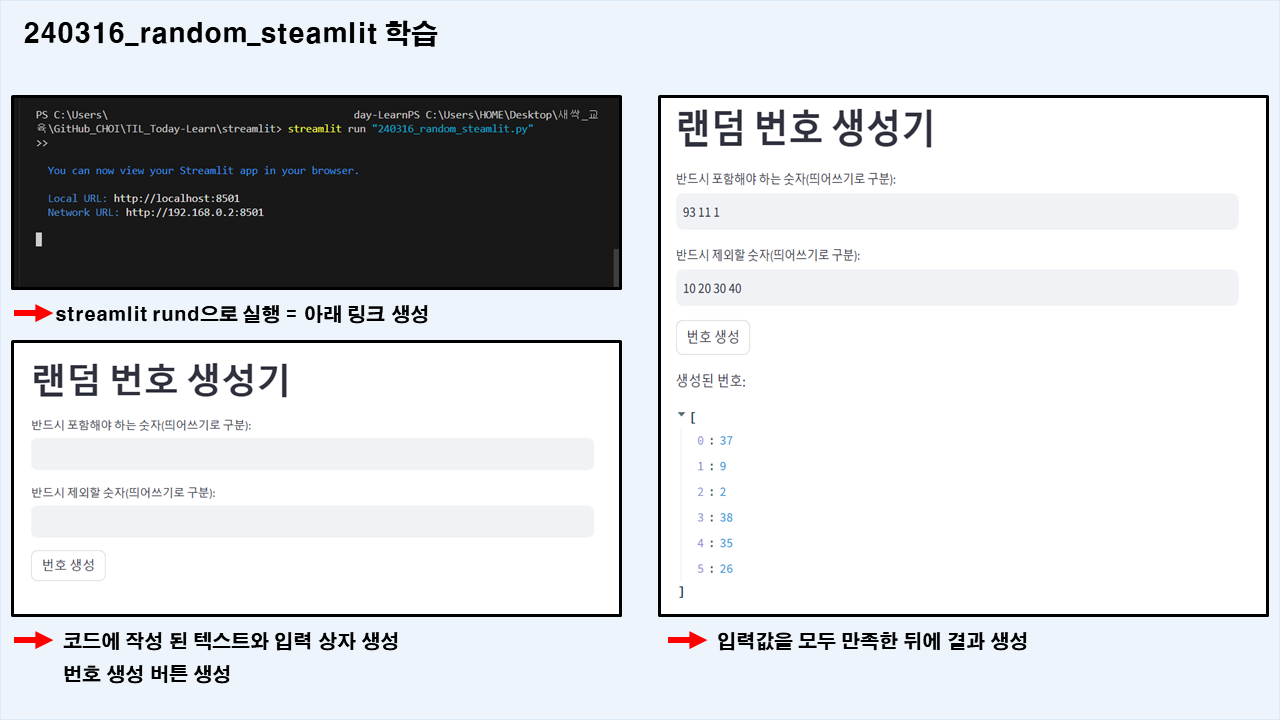 240316_random_steamlit 학습
PS C:\Users\ day-LearnPS C:\Users\HOME\Desktop\새싹_교
육\GitHub_CHOI\TIL_Today-Learn\streamlit> streamlit run "240316_random_steamlit.py"
>>
You can now view your Streamlit app in your browser.
Local URL: http://localhost:8501
Network URL: http://192.168.0.2:8501
streamlit rund으로 실행 = 아래 링크 생성
랜덤 번호 생성기
반드시 포함해야 하는 숫자(띄어쓰기로 구분):
반드시 제외할 숫자(띄어쓰기로 구분):
번호 생성
코드에 작성 된 텍스트와 입력 상자 생성
번호 생성 버튼 생성
랜덤 번호 생성기
반드시 포함해야 하는 숫자(띄어쓰기로 구분):
93 11 1
반드시 제외할 숫자(띄어쓰기로 구분):
10 20 30 40
번호 생성
생성된 번호:
[
0 : 37
1 : 9
2 : 2
3 : 38
4 : 35
5 : 26
]
입력값을 모두 만족한 뒤에 결과 생성